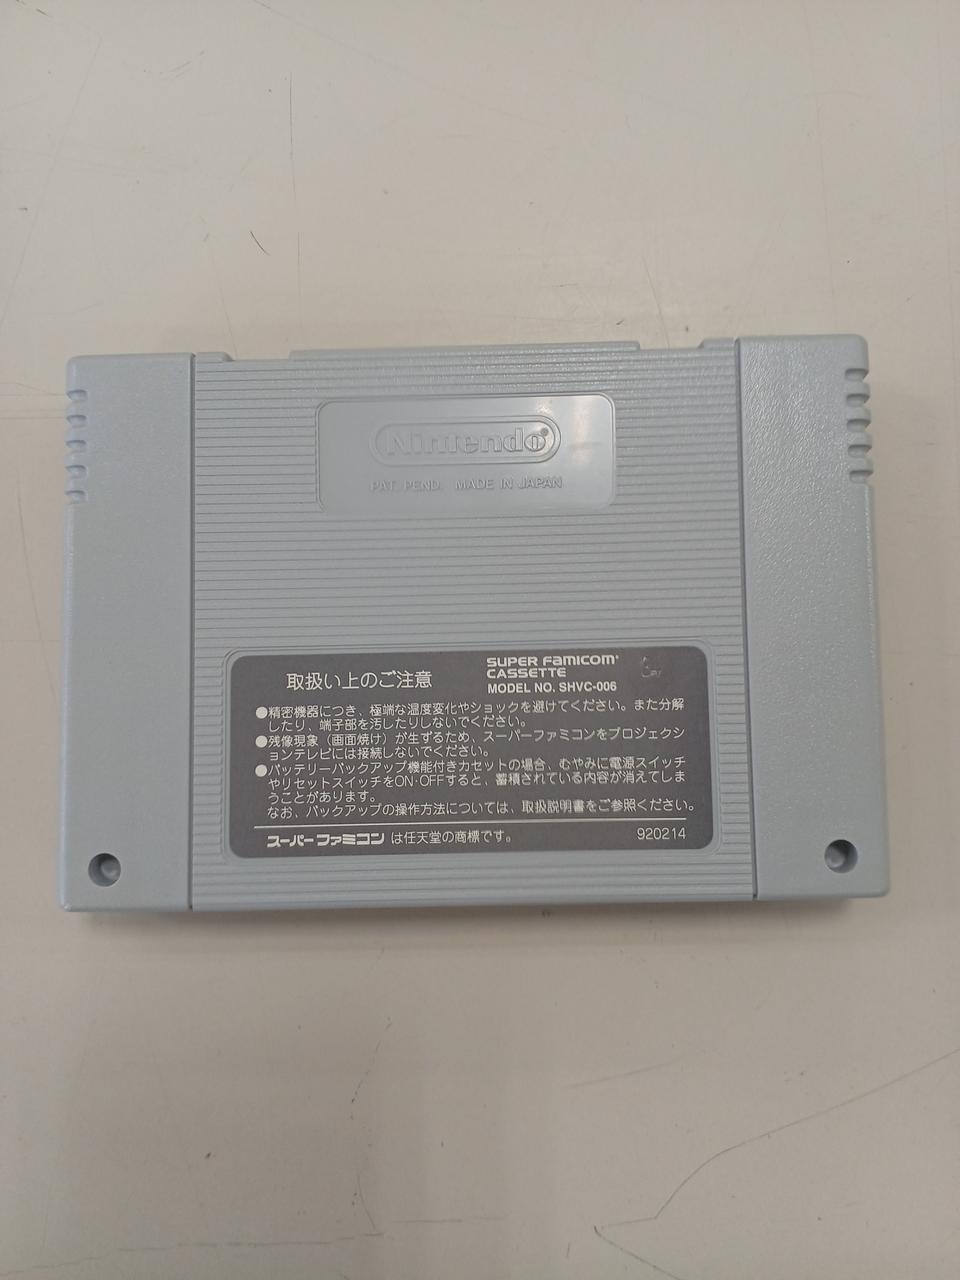 Nintendo®
PAT. PEND. MADE IN JAPAN
取扱い上のご注意
SUPER FAMICOM®
CASSETTE
MODEL NO. SHVC-006
●精密機器につき、極端な温度変化やショックを避けてください。また分解
したり、端子部を汚したりしないでください。
●残像現象（画面焼け）が生ずるため、スーパーファミコンをプロジェクシ
ョンテレビには接続しないでください。
●バッテリーバックアップ機能付きカセットの場合、むやみに電源スイッチ
やリセットスイッチをON・OFFすると、蓄積されている内容が消えてしま
うことがあります。
なお、バックアップの操作方法については、取扱説明書をご参照ください。
スーパーファミコン は任天堂の商標です。
920214